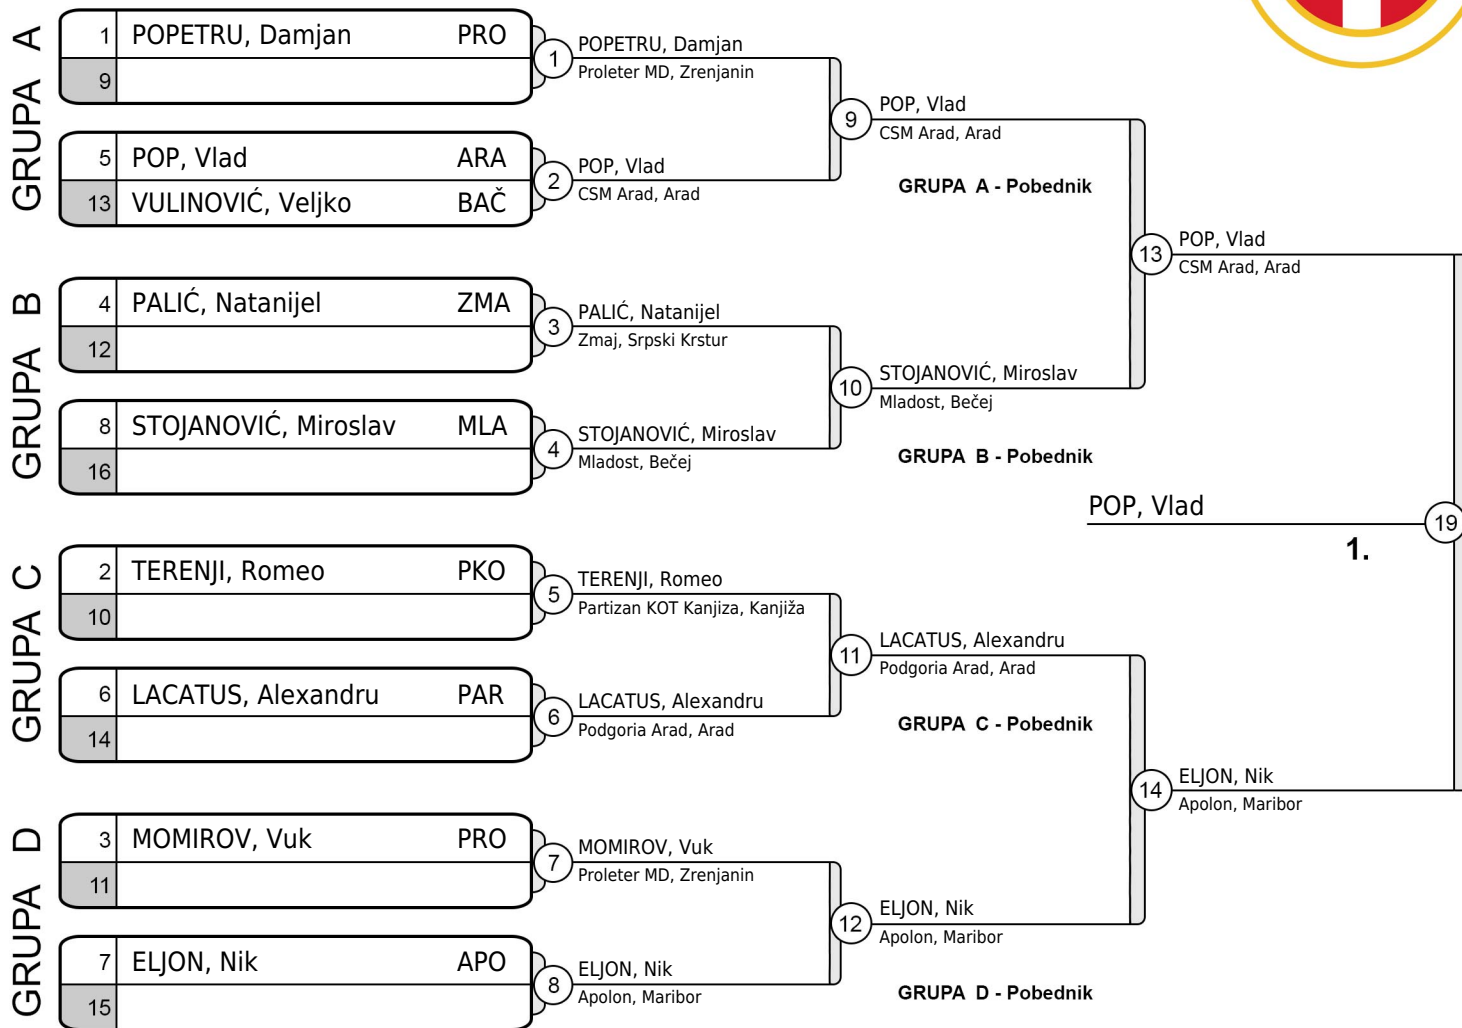 GRUPA A
1 POPETRU, Damjan PRO
9
5 POP, Vlad ARA
13 VULINOVIĆ, Veljko BAČ
GRUPA B
4 PALIĆ, Natanijel ZMA
12
8 STOJANOVIĆ, Miroslav MLA
16
GRUPA C
2 TERENJI, Romeo PKO
10
6 LACATUS, Alexandru PAR
14
GRUPA D
3 MOMIROV, Vuk PRO
11
7 ELJON, Nik APO
15
1 POPETRU, Damjan
Proleter MD, Zrenjanin
2 POP, Vlad
CSM Arad, Arad
3 PALIĆ, Natanijel
Zmaj, Srpski Krstur
4 STOJANOVIĆ, Miroslav
Mladost, Bečej
5 TERENJI, Romeo
Partizan KOT Kanjiza, Kanjiža
6 LACATUS, Alexandru
Podgoria Arad, Arad
7 MOMIROV, Vuk
Proleter MD, Zrenjanin
8 ELJON, Nik
Apolon, Maribor
9 POP, Vlad
CSM Arad, Arad
GRUPA A - Pobednik
10 STOJANOVIĆ, Miroslav
Mladost, Bečej
GRUPA B - Pobednik
11 LACATUS, Alexandru
Podgoria Arad, Arad
GRUPA C - Pobednik
12 ELJON, Nik
Apolon, Maribor
GRUPA D - Pobednik
13 POP, Vlad
CSM Arad, Arad
14 ELJON, Nik
Apolon, Maribor
POP, Vlad 19
1.